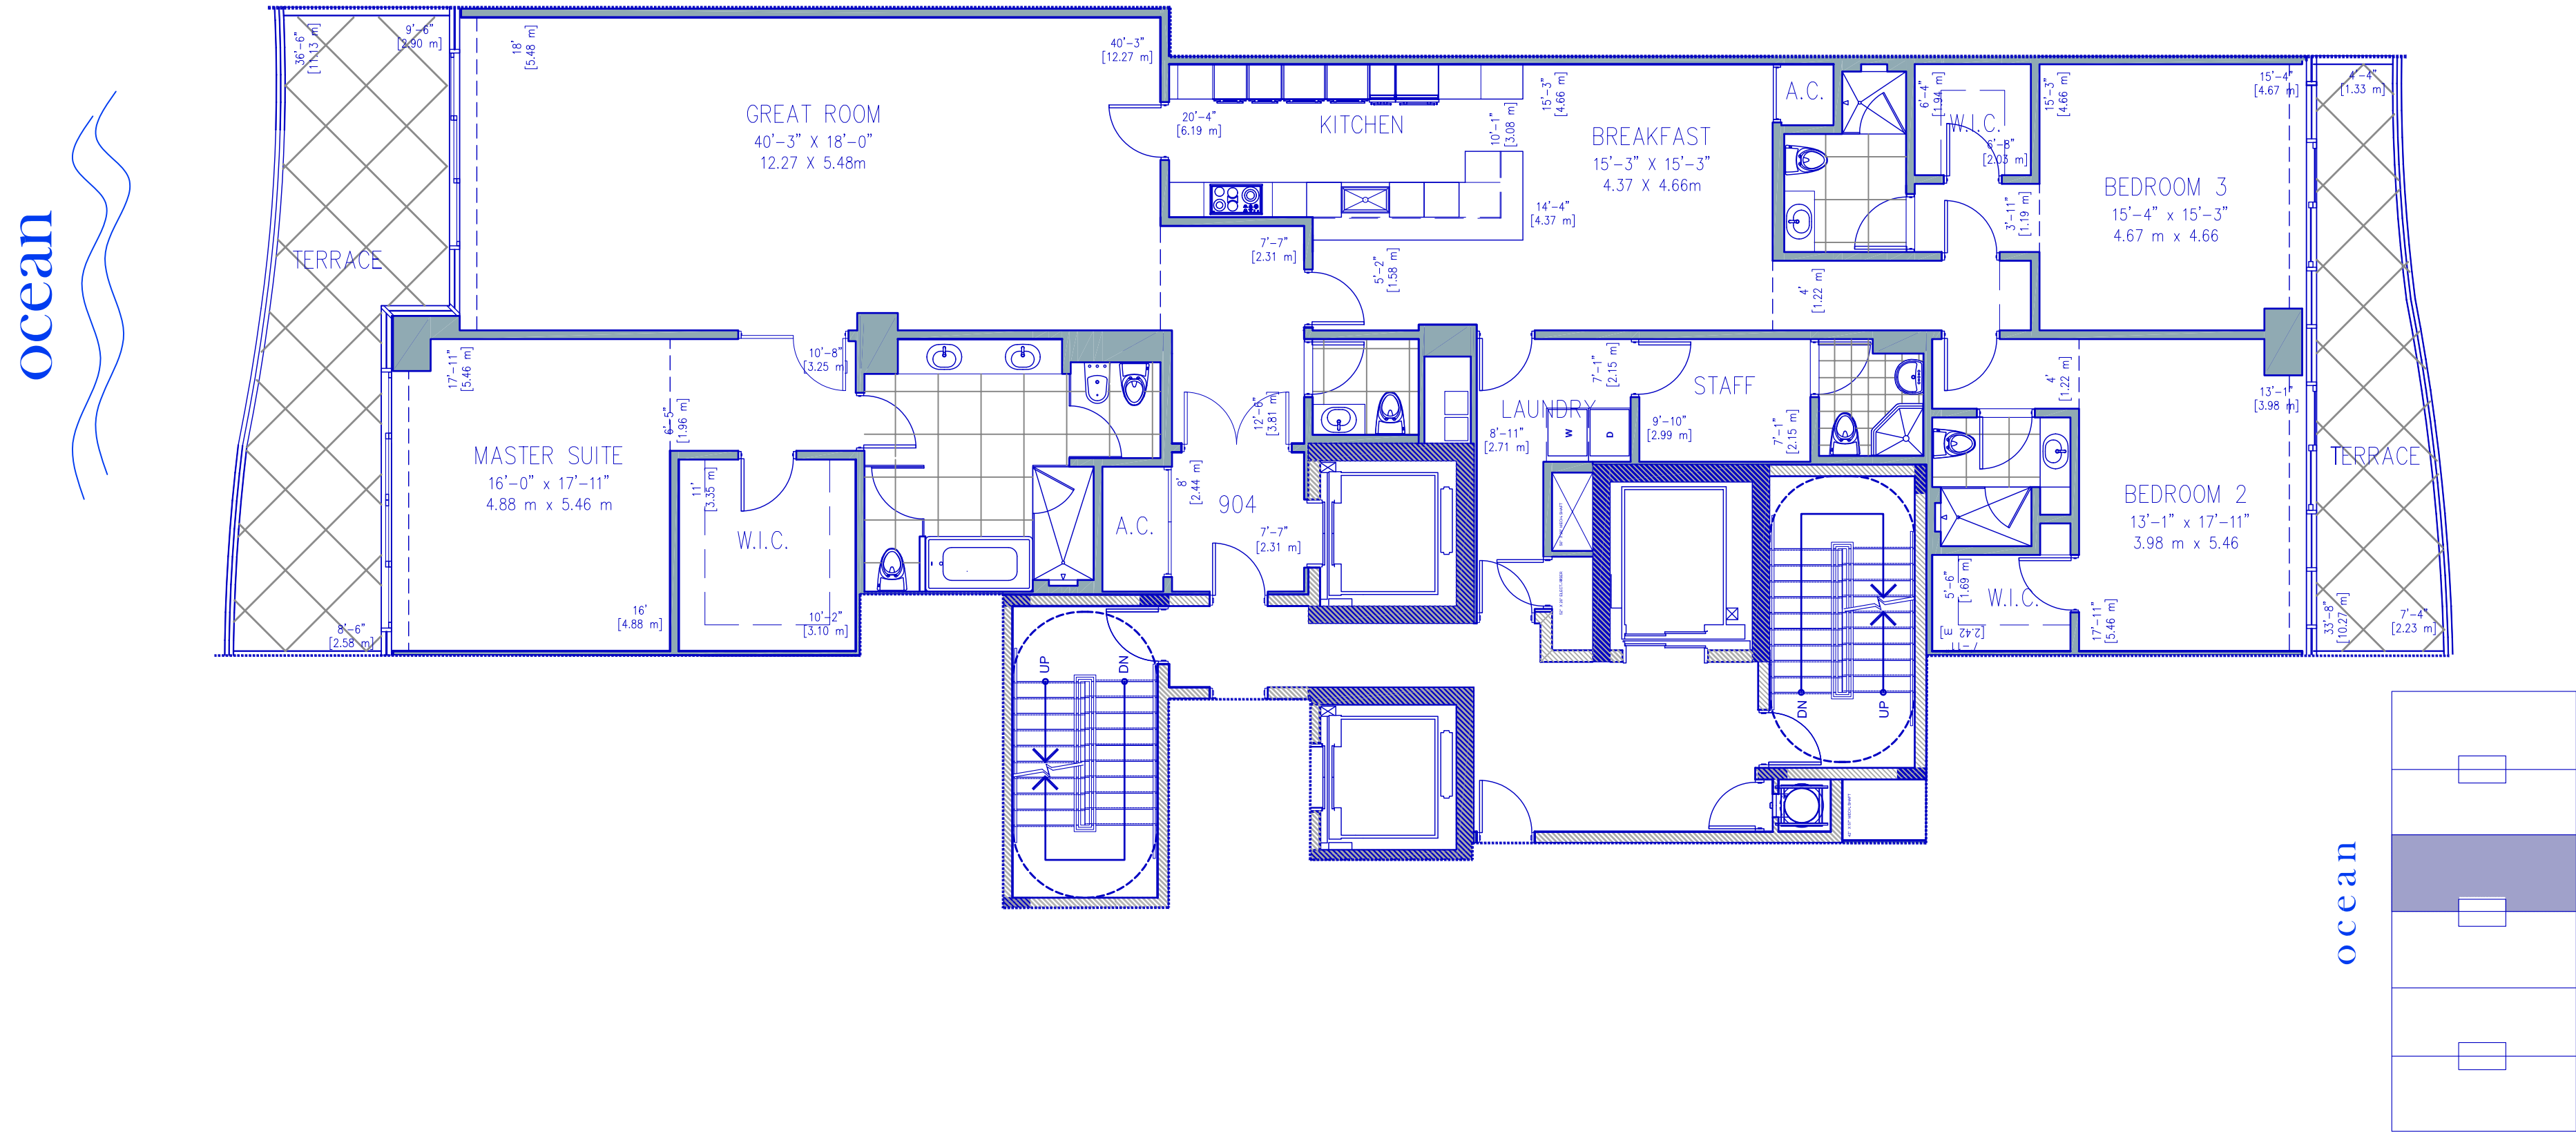 ocean
36'-6"
[11.13 m]
9'-6"
[2.90 m]
18'
[5.48 m]
GREAT ROOM
40'-3" X 18'-0"
12.27 X 5.48m
40'-3"
[12.27 m]
TERRACE
20'-4"
[6.19 m]
KITCHEN
10'-1"
[3.08 m]
15'-3"
[4.66 m]
BREAKFAST
15'-3" X 15'-3"
4.37 X 4.66m
14'-4"
[4.37 m]
7'-7"
[2.31 m]
5'-2"
[1.58 m]
A.C.
6'-4"
[1.94 m]
W.I.C.
6'-8"
[2.03 m]
15'-3"
[4.66 m]
3'-11"
[1.19 m]
4'
[1.22 m]
BEDROOM 3
15'-4" x 15'-3"
4.67 m x 4.66
15'-4"
[4.67 m]
4'-4"
[1.33 m]
17'-11"
[5.46 m]
MASTER SUITE
16'-0" x 17'-11"
4.88 m x 5.46 m
6'-5"
[1.96 m]
10'-8"
[3.25 m]
11'
[3.35 m]
W.I.C.
16'
[4.88 m]
10'-2"
[3.10 m]
8'-6"
[2.58 m]
A.C.
8'
[2.44 m]
904
12'-6"
[3.81 m]
7'-7"
[2.31 m]
LAUNDRY
8'-11"
[2.71 m]
W
D
7'-1"
[2.15 m]
STAFF
9'-10"
[2.99 m]
7'-1"
[2.15 m]
4'
[1.22 m]
13'-1"
[3.98 m]
TERRACE
BEDROOM 2
13'-1" x 17'-11"
3.98 m x 5.46
5'-6"
[1.69 m]
W.I.C.
[2.42 m]
17'-11"
[5.46 m]
33'-8"
[10.27 m]
7'-4"
[2.23 m]
UP
DN
DN
UP
ocean